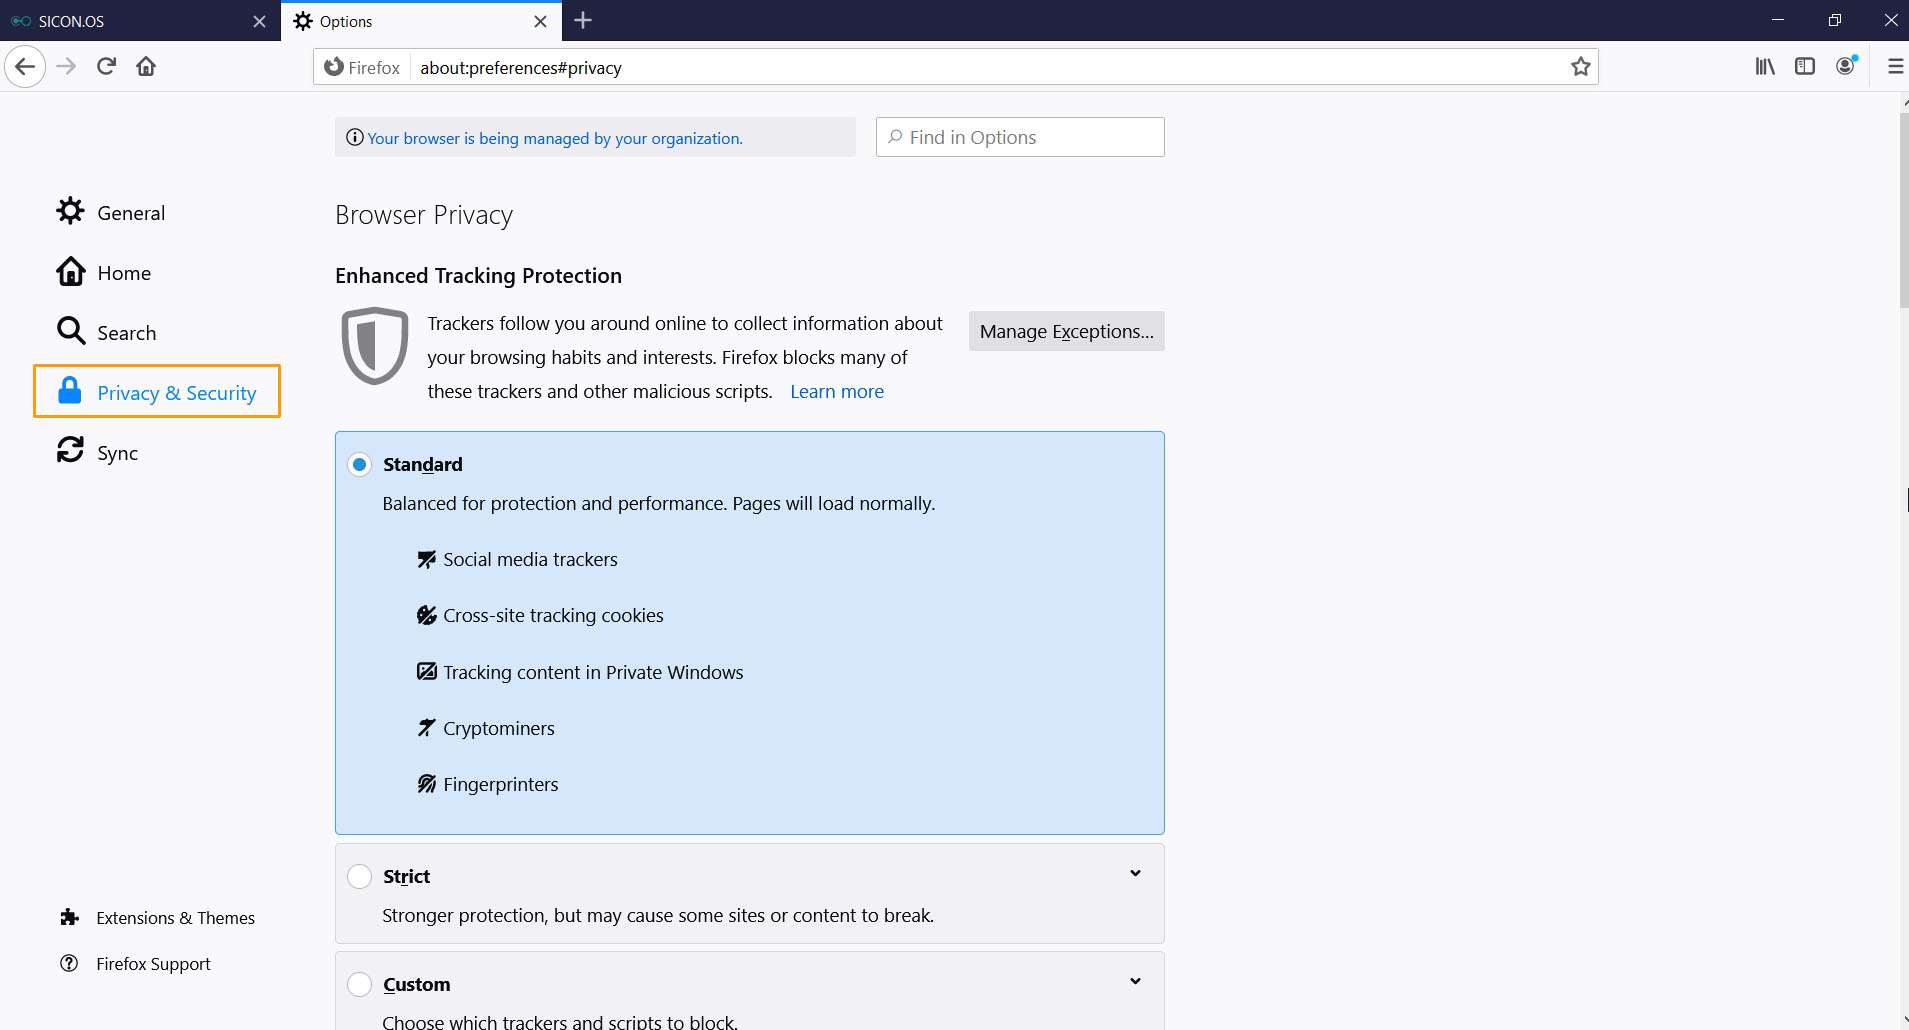 SICON.OS
Options
Firefox
about:preferences#privacy
Your browser is being managed by your organization.
Find in Options
General
Home
Search
Privacy & Security
Sync
Extensions & Themes
Firefox Support
Browser Privacy
Enhanced Tracking Protection
Trackers follow you around online to collect information about
your browsing habits and interests. Firefox blocks many of
these trackers and other malicious scripts. Learn more
Manage Exceptions...
Standard
Balanced for protection and performance. Pages will load normally.
Social media trackers
Cross-site tracking cookies
Tracking content in Private Windows
Cryptominers
Fingerprinters
Strict
Stronger protection, but may cause some sites or content to break.
Custom
Choose which trackers and scripts to block.